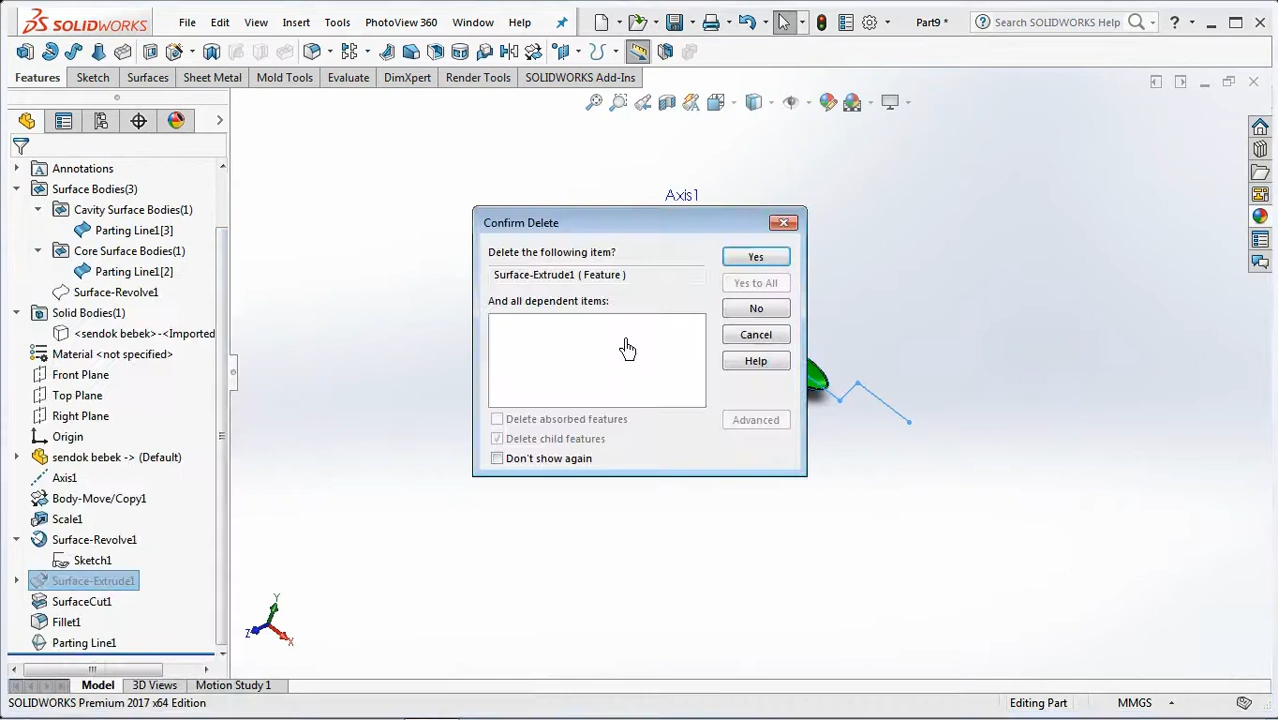 SOLIDWORKS
File Edit View Insert Tools PhotoView 360 Window Help
Part9 *
Search SOLIDWORKS Help
Features Sketch Surfaces Sheet Metal Mold Tools Evaluate DimXpert Render Tools SOLIDWORKS Add-Ins
Annotations
Surface Bodies(3)
Cavity Surface Bodies(1)
Parting Line1[3]
Core Surface Bodies(1)
Parting Line1[2]
Surface-Revolve1
Solid Bodies(1)
<sendok bebek>-<Imported
Material <not specified>
Front Plane
Top Plane
Right Plane
Origin
sendok bebek -> (Default)
Axis1
Body-Move/Copy1
Scale1
Surface-Revolve1
Sketch1
Surface-Extrude1
SurfaceCut1
Fillet1
Parting Line1
Axis1
Confirm Delete
Delete the following item?
Surface-Extrude1 ( Feature )
And all dependent items:
Delete absorbed features
Delete child features
Don't show again
Yes
Yes to All
No
Cancel
Help
Advanced
Y
Z
X
Model 3D Views Motion Study 1
SOLIDWORKS Premium 2017 x64 Edition
Editing Part
MMGS